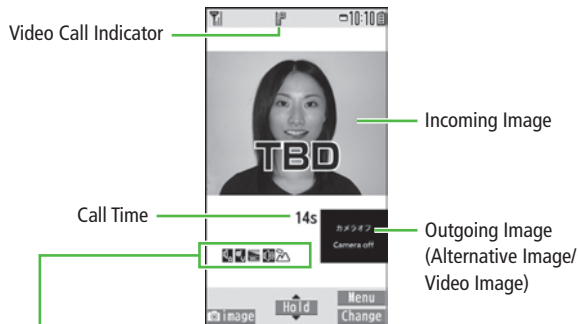 10:10
Video Call Indicator
Incoming Image
TBD
Call Time
14s
カメラオフ
Camera off
Outgoing Image
(Alternative Image/
Video Image)
Hold
Menu
image
Change